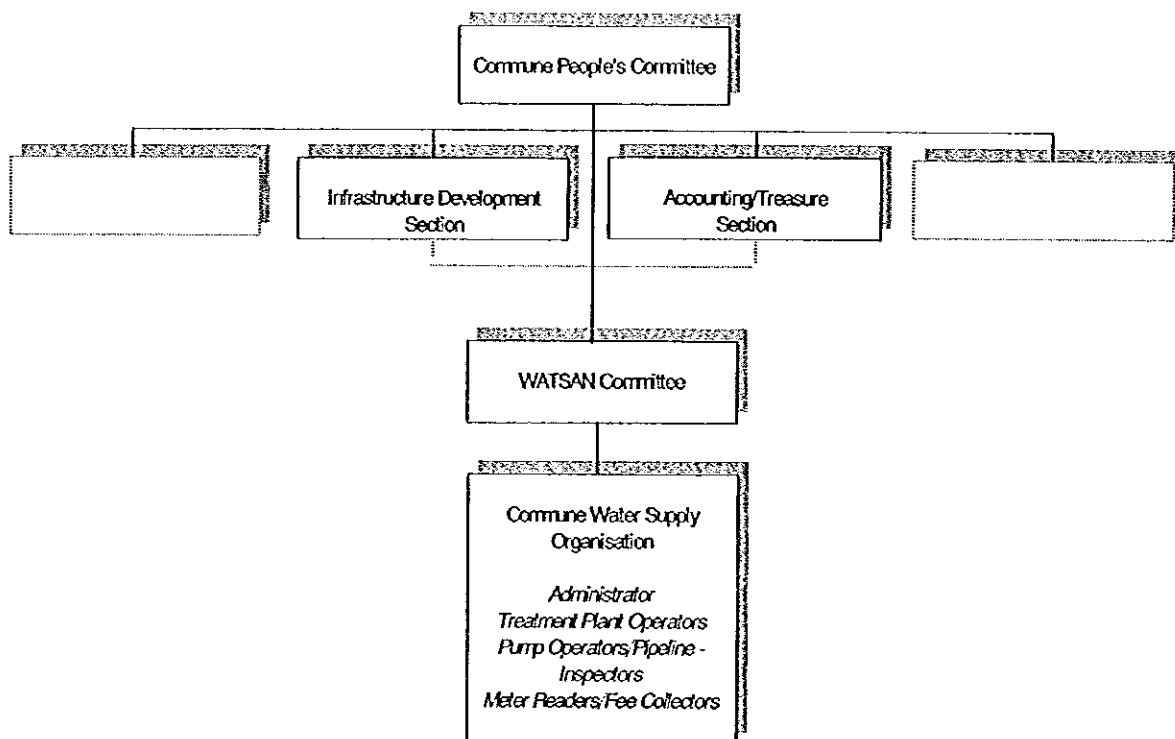 Commune People's Committee
Infrastructure Development
Section
Accounting/Treasure
Section
WATSAN Committee
Commune Water Supply
Organisation
Administrator
Treatment Plant Operators
Pump Operators/Pipeline -
Inspectors
Meter Readers/Fee Collectors